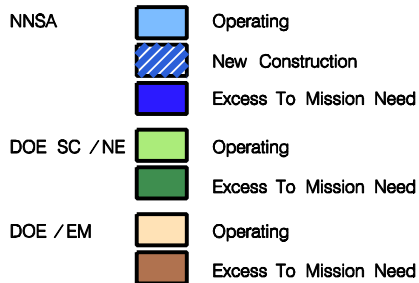 NNSA Operating
New Construction
Excess To Mission Need
DOE SC / NE Operating
Excess To Mission Need
DOE / EM Operating
Excess To Mission Need